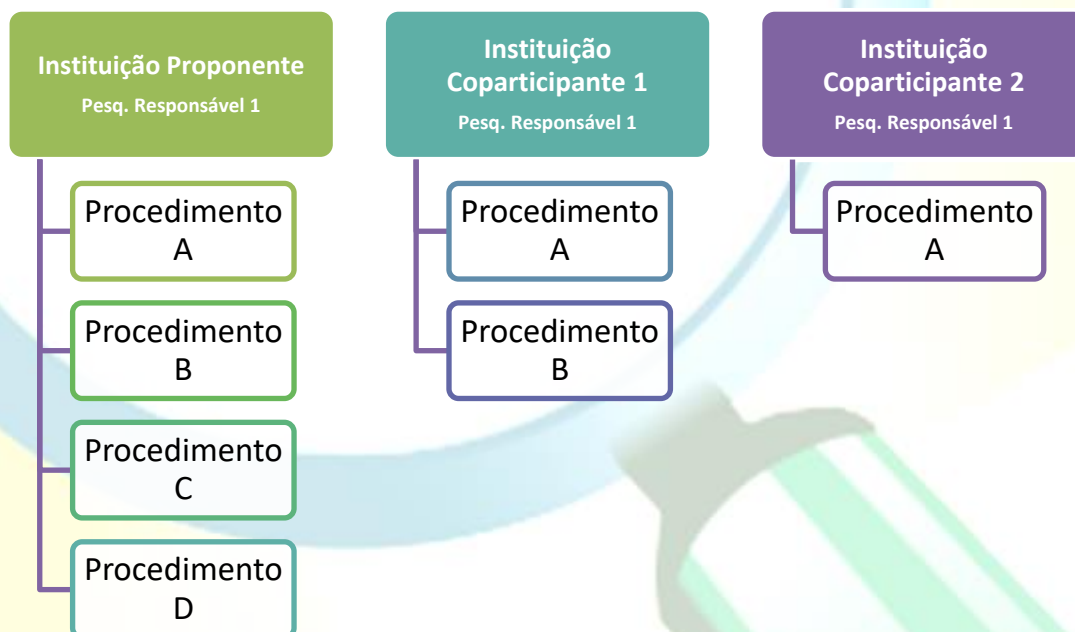 Instituição Proponente
Pesq. Responsável 1
Procedimento
A
Procedimento
B
Procedimento
C
Procedimento
D
Instituição
Coparticipante 1
Pesq. Responsável 1
Procedimento
A
Procedimento
B
Instituição
Coparticipante 2
Pesq. Responsável 1
Procedimento
A